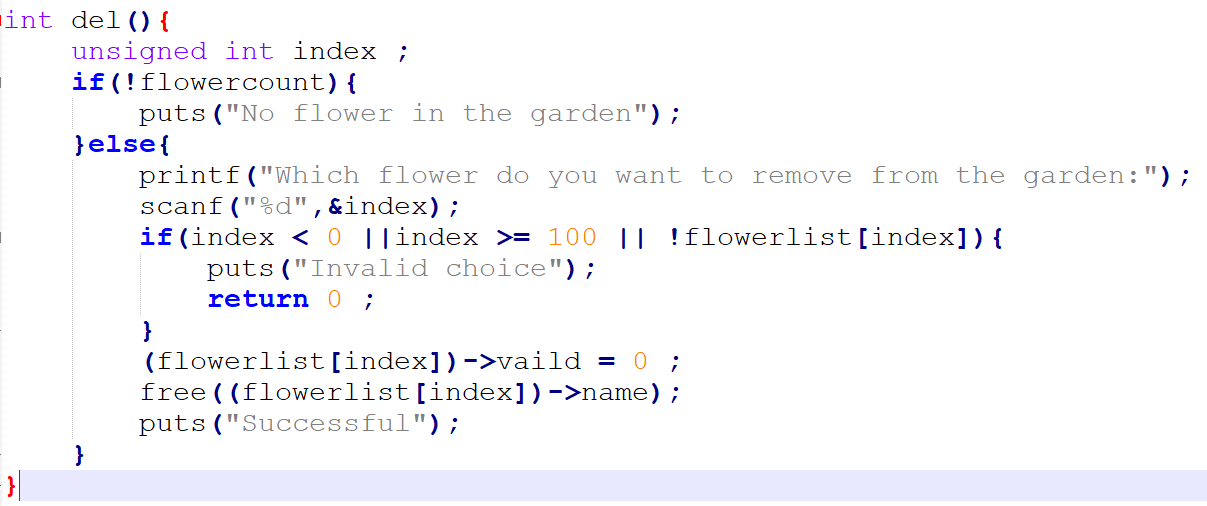 int del(){
unsigned int index ;
if(!flowercount){
puts("No flower in the garden");
}else{
printf("Which flower do you want to remove from the garden:");
scanf("%d",&index);
if(index < 0 ||index >= 100 || !flowerlist[index]){
puts("Invalid choice");
return 0 ;
}
(flowerlist[index])->vaild = 0 ;
free((flowerlist[index])->name);
puts("Successful");
}
}